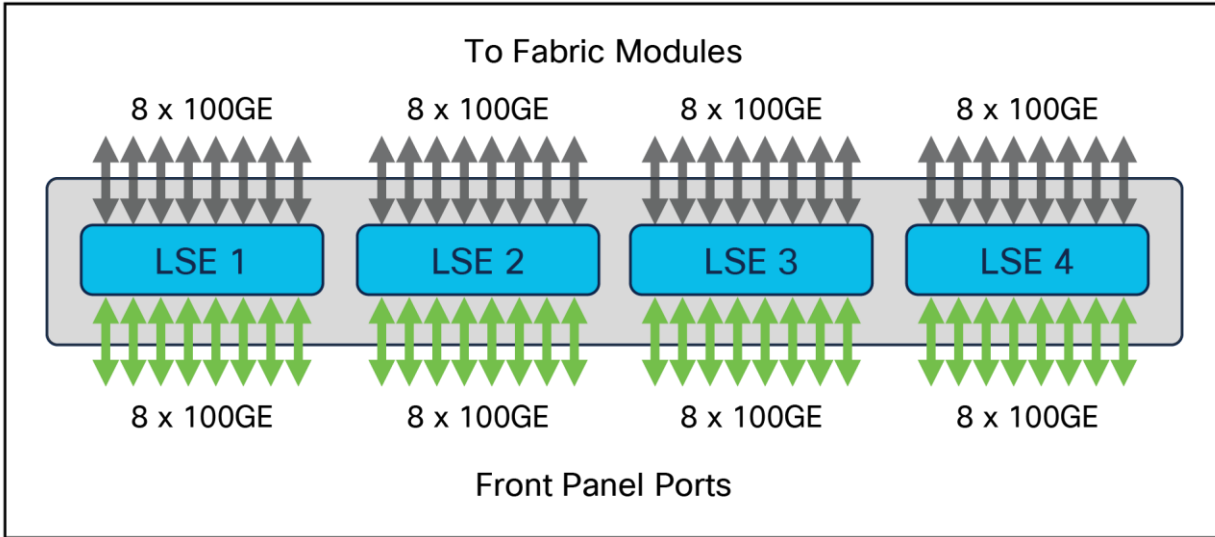 To Fabric Modules
8 x 100GE 8 x 100GE 8 x 100GE 8 x 100GE
LSE 1 LSE 2 LSE 3 LSE 4
8 x 100GE 8 x 100GE 8 x 100GE 8 x 100GE
Front Panel Ports